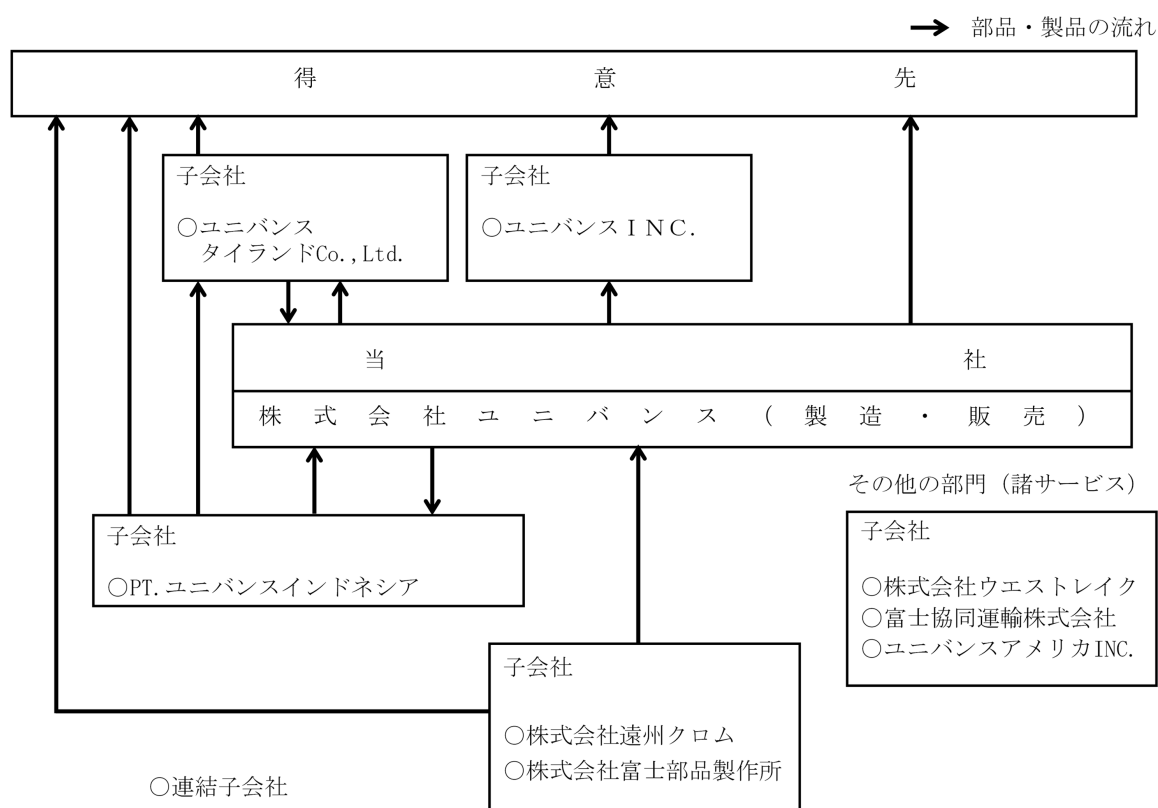 部品・製品の流れ
得意先
子会社
○ユニバンス
タイランドCo.,Ltd.
子会社
○ユニバンスＩＮＣ.
当社
株式会社ユニバンス（製造・販売）
その他の部門（諸サービス）
子会社
○PT.ユニバンスインドネシア
子会社
○株式会社ウエストレイク
○富士協同運輸株式会社
○ユニバンスアメリカINC.
子会社
○株式会社遠州クロム
○株式会社富士部品製作所
○連結子会社